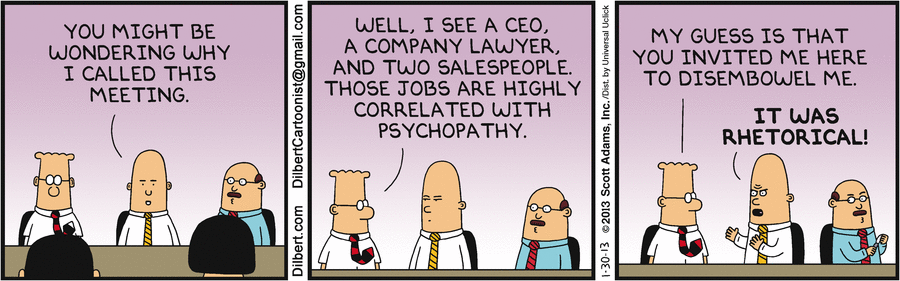 YOU MIGHT BE
WONDERING WHY
I CALLED THIS
MEETING.
Dilbert.com DilbertCartoonist@gmail.com
WELL, I SEE A CEO,
A COMPANY LAWYER,
AND TWO SALESPEOPLE.
THOSE JOBS ARE HIGHLY
CORRELATED WITH
PSYCHOPATHY.
1-30-13 © 2013 Scott Adams, Inc. /Dist. by Universal Uclick
MY GUESS IS THAT
YOU INVITED ME HERE
TO DISEMBOWEL ME.
IT WAS
RHETORICAL!